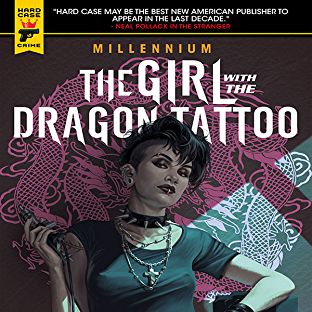 HARD
CASE
CRIME
"HARD CASE MAY BE THE BEST NEW AMERICAN PUBLISHER TO
APPEAR IN THE LAST DECADE."
- NEAL POLLACK IN THE STRANGER
MILLENNIUM
THE GIRL WITH THE
DRAGON TATTOO